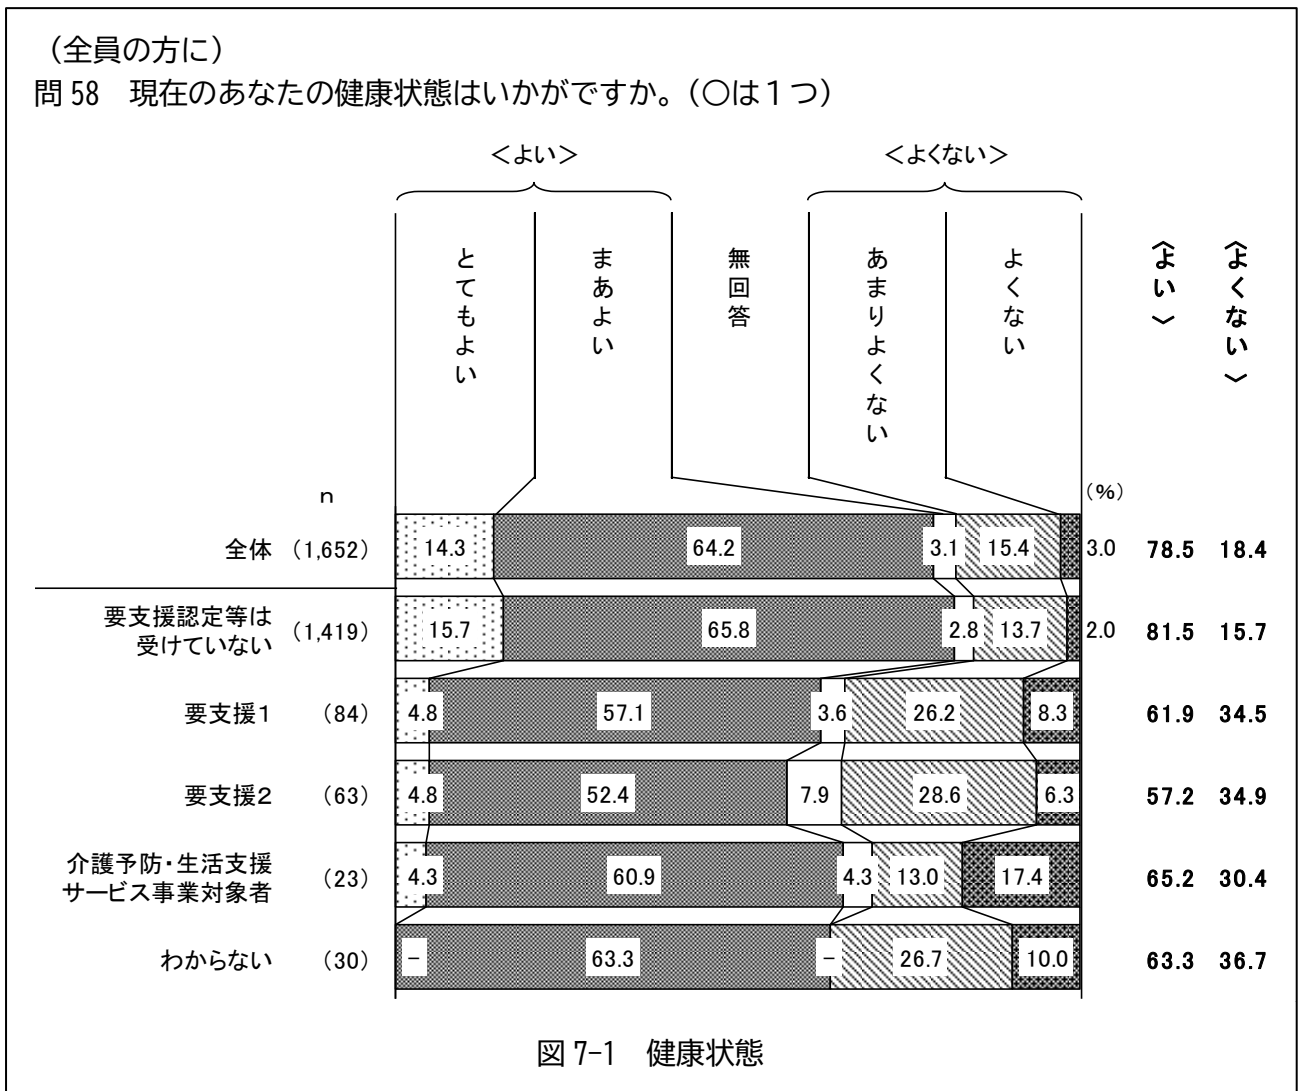 （全員の方に）
問 58　現在のあなたの健康状態はいかがですか。（○は１つ）
＜よい＞　＜よくない＞
とてもよい
まあよい
無回答
あまりよくない
よくない
〈よい〉
〈よくない〉
ｎ　（%）
全体　（1,652）　14.3　64.2　3.1　15.4　3.0　78.5　18.4
要支援認定等は
受けていない　（1,419）　15.7　65.8　2.8　13.7　2.0　81.5　15.7
要支援１　（84）　4.8　57.1　3.6　26.2　8.3　61.9　34.5
要支援２　（63）　4.8　52.4　7.9　28.6　6.3　57.2　34.9
介護予防・生活支援
サービス事業対象者　（23）　4.3　60.9　4.3　13.0　17.4　65.2　30.4
わからない　（30）　-　63.3　-　26.7　10.0　63.3　36.7
図 7-1　健康状態